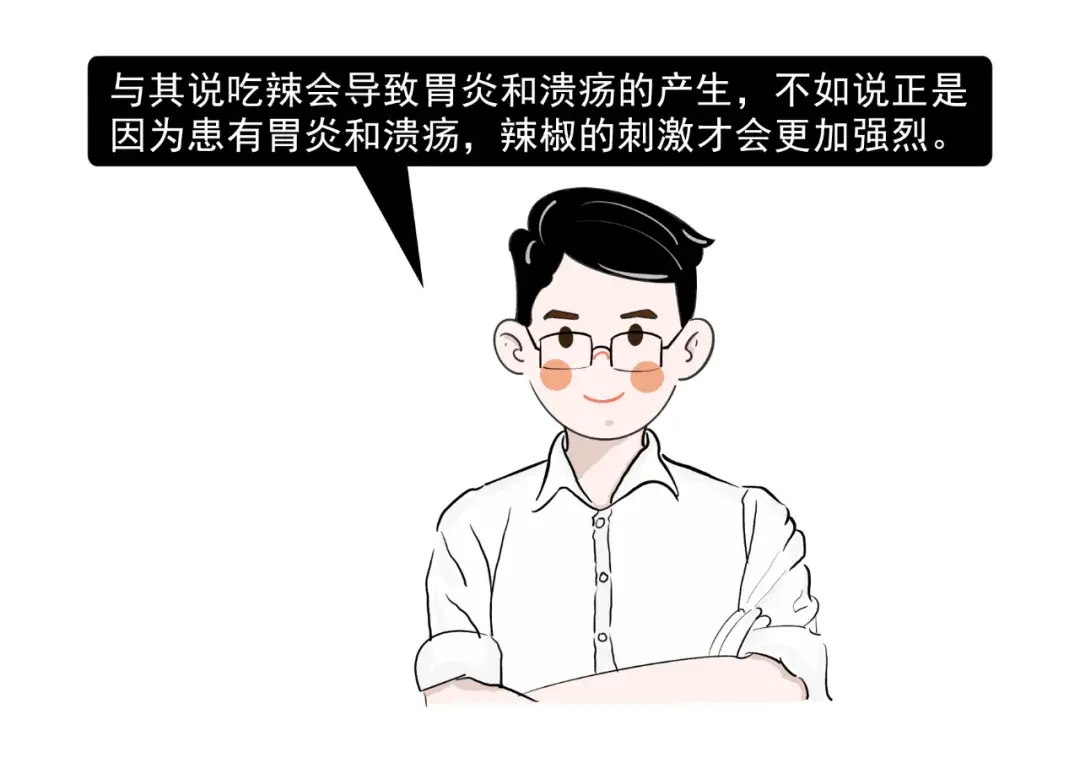 与其说吃辣会导致胃炎和溃疡的产生，不如说正是
因为患有胃炎和溃疡，辣椒的刺激才会更加强烈。